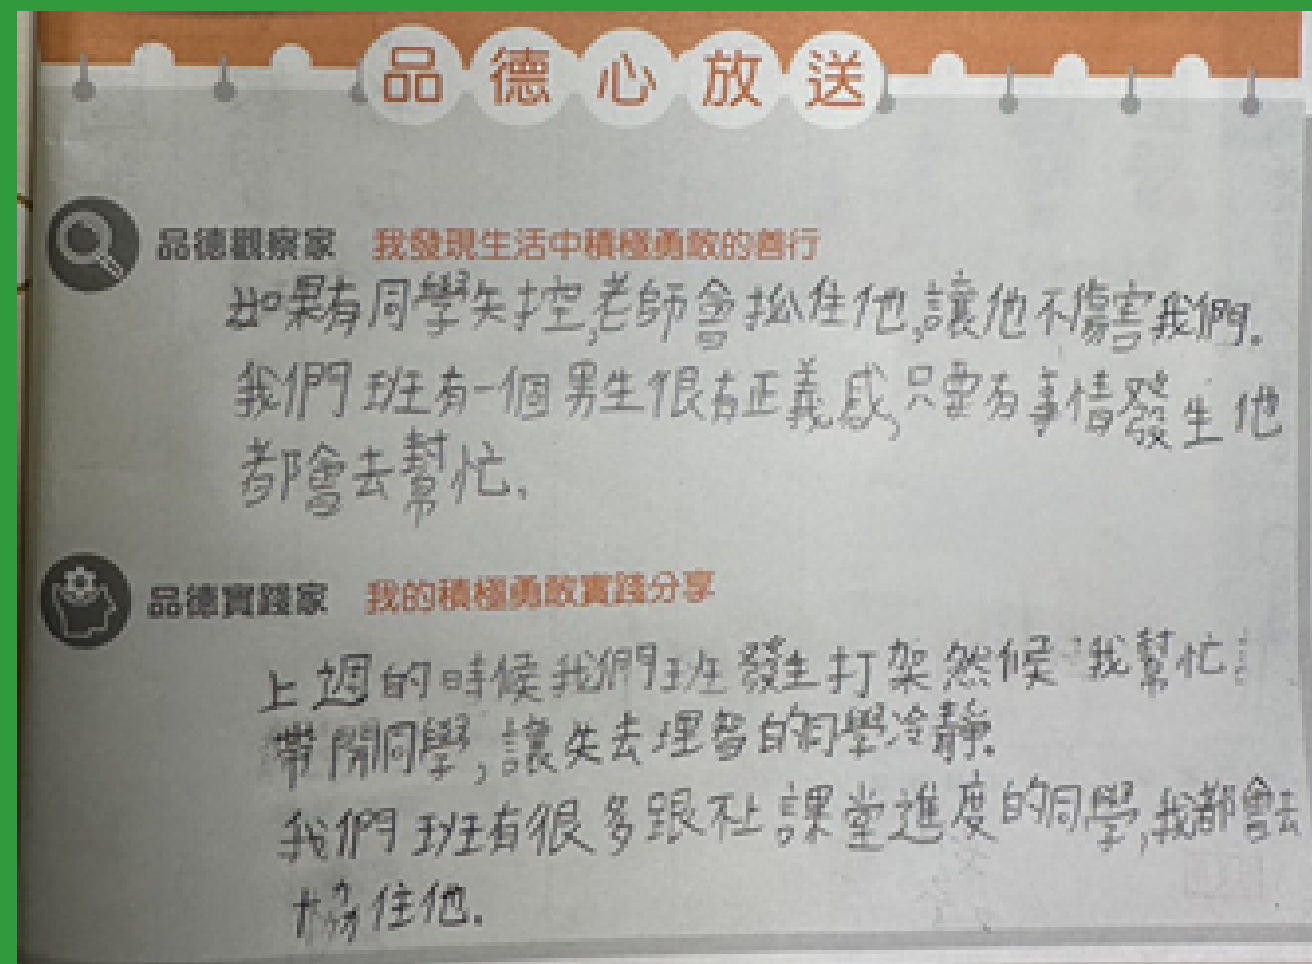 品德心放送
品德觀察家 我發現生活中積極勇敢的善行
如果有同學失控,老師會抓住他,讓他不傷害我們。
我們班有一個男生很有正義感,只要有事情發生他
都會去幫忙。
品德實踐家 我的積極勇敢實踐分享
上週的時候我們班發生打架然候我幫忙
帶開同學,讓失去理智的同學冷靜。
我們班有很多跟不上課堂進度的同學,我都會去
協住他.